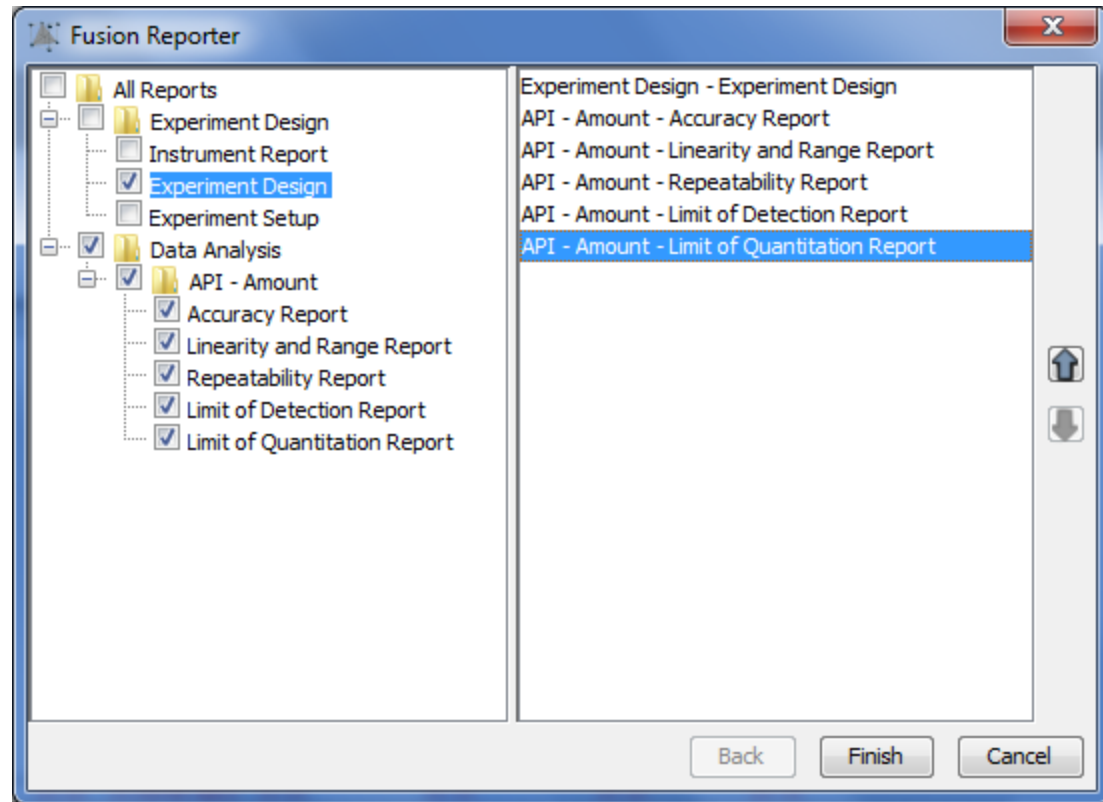 Fusion Reporter
All Reports
Experiment Design
Instrument Report
Experiment Design
Experiment Setup
Data Analysis
API - Amount
Accuracy Report
Linearity and Range Report
Repeatability Report
Limit of Detection Report
Limit of Quantitation Report
Experiment Design - Experiment Design
API - Amount - Accuracy Report
API - Amount - Linearity and Range Report
API - Amount - Repeatability Report
API - Amount - Limit of Detection Report
API - Amount - Limit of Quantitation Report
Back Finish Cancel